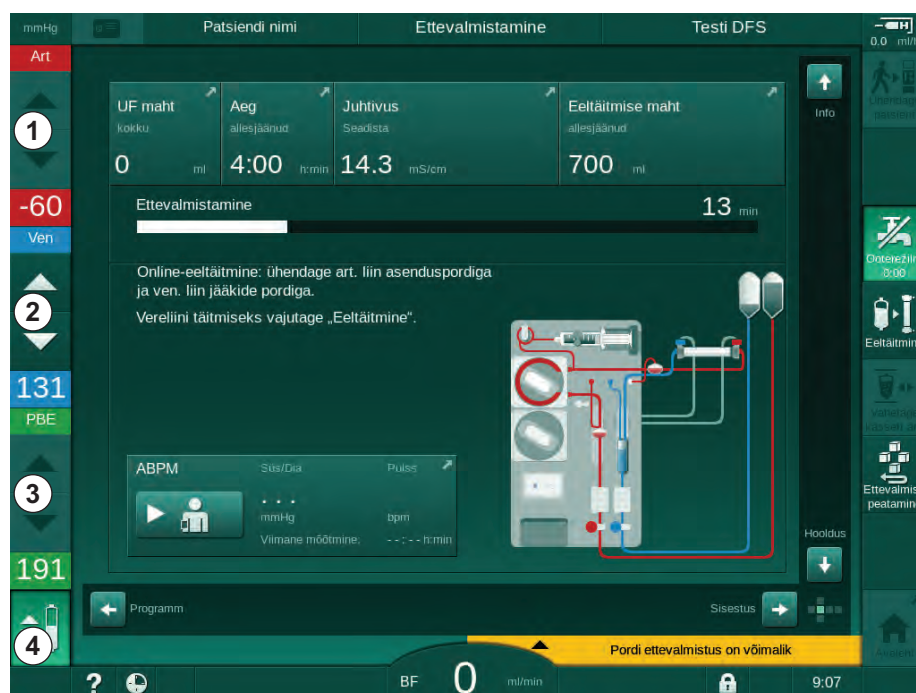 mmHg
Patsiendi nimi
Ettevalmistamine
Testi DFS
0.0 ml/
Art
1
-60
Ven
2
131
PBE
3
191
4
UF maht
kokku
0 ml
Aeg
allesjäänud
4:00 h:min
Juhtivus
Seadista
14.3 mS/cm
Eeltäitmise maht
allesjäänud
700 ml
Info
Ettevalmistamine
13 min
Online-eeltäitmine: ühendage art. liin asenduspordiga
ja ven. liin jääkide pordiga.
Vereliini täitmiseks vajutage „Eeltäitmine“.
ABPM
Süs/Dia
Pulss
. . .
mmHg
bpm
Viimane mõõtmine:
--:-- h:min
0:00
Eeltäitmin
Ettevalmis
peatamine
Hooldus
Programm
Sisestus
Pordi ettevalmistus on võimalik
?
BF
0
ml/min
9:07